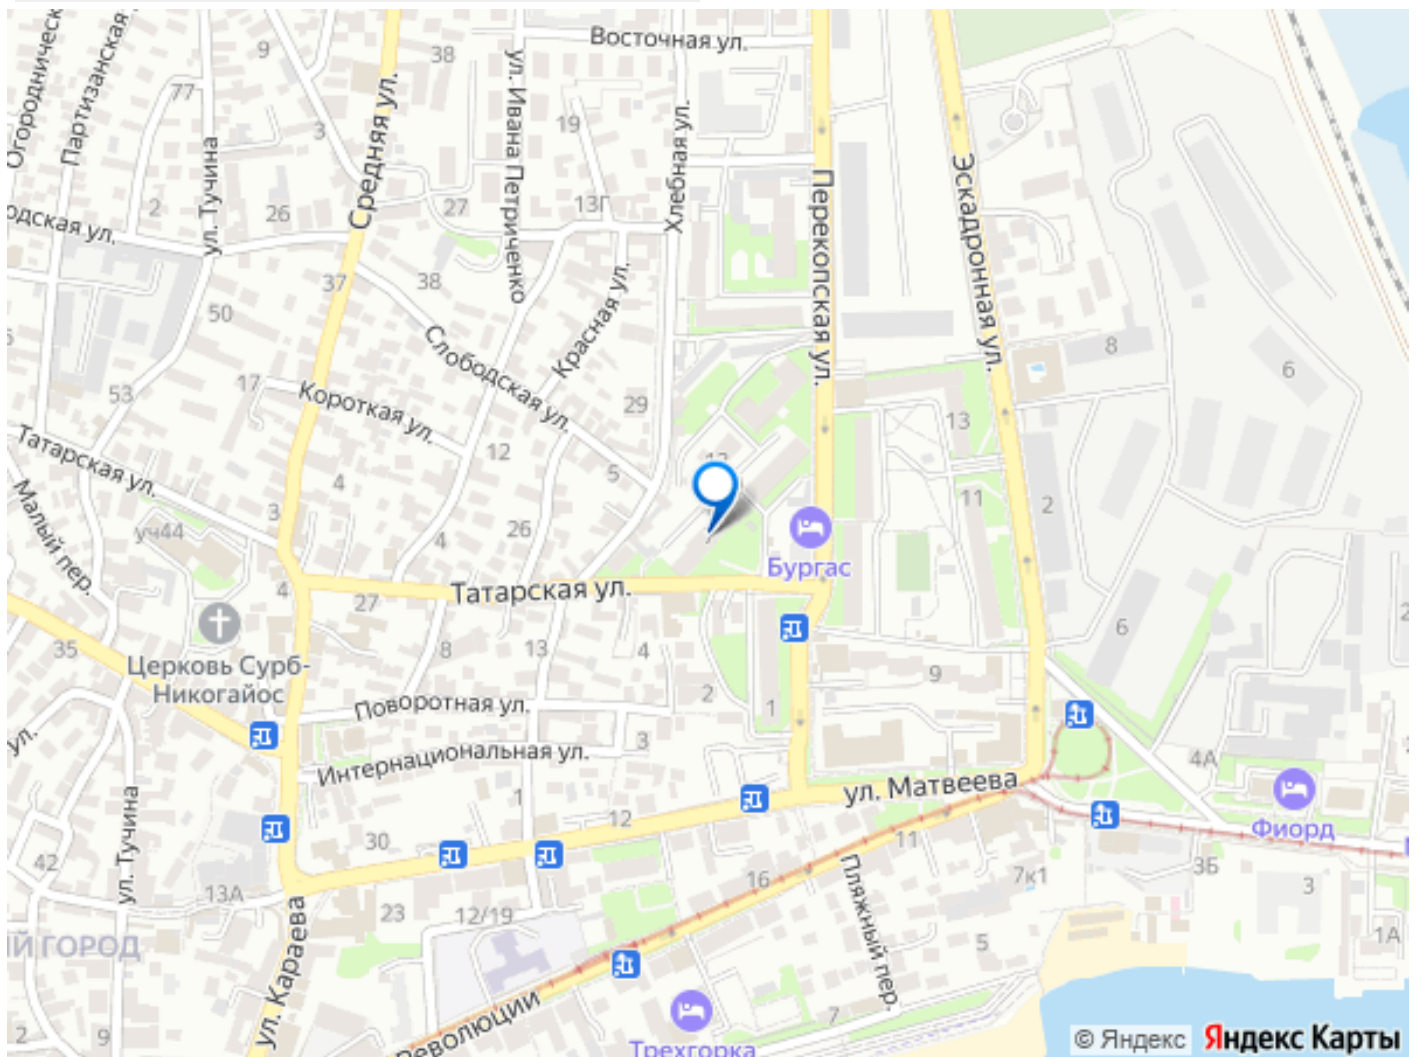 Восточная ул.
38
9
Огородническ
Партизанская
77
3
ул. Тучина
Средняя ул.
ул. Ивана Петриченко
19
Хлебная ул.
Перекопская ул.
Эскадронная ул.
2
26
27
13Г
одская ул.
37
38
50
Красная ул.
Слободская ул.
8
6
53
17
Короткая ул.
29
13
Татарская ул.
12
5
4
11
2
Малый пер.
уч44
3
26
4
Бургас
4
27
Татарская ул.
35
Церковь Сурб-
Никогайос
8
13
4
9
6
2
Поворотная ул.
2
1
ул.
Интернациональная ул.
3
4А
ул. Матвеева
ул. Тучина
1
12
Фиорд
30
11
42
13А
16
Пляжный пер.
7к1
3Б
3
23
12/19
ИЙ ГОРОД
ул. Караева
5
1А
2
9
Революции
7
Трехгорка
© Яндекс Яндекс Карты